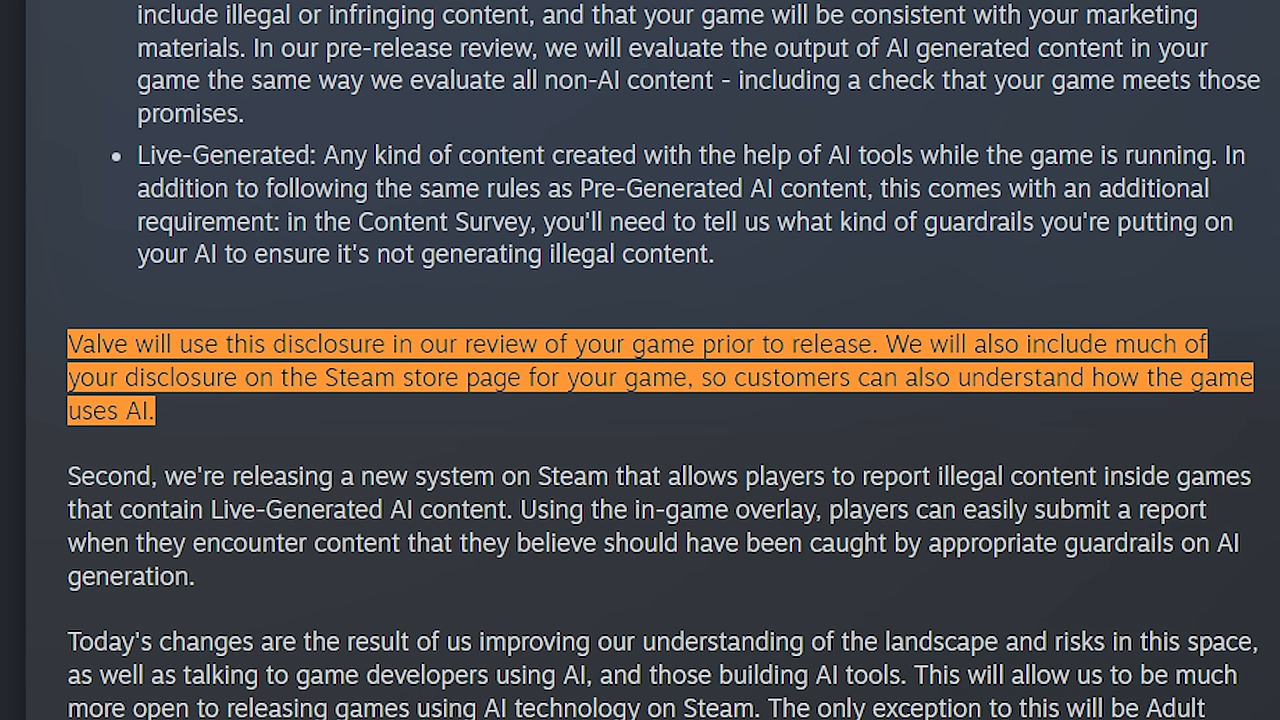 include illegal or infringing content, and that your game will be consistent with your marketing
materials. In our pre-release review, we will evaluate the output of AI generated content in your
game the same way we evaluate all non-AI content - including a check that your game meets those
promises.
• Live-Generated: Any kind of content created with the help of AI tools while the game is running. In
addition to following the same rules as Pre-Generated AI content, this comes with an additional
requirement: in the Content Survey, you'll need to tell us what kind of guardrails you're putting on
your AI to ensure it's not generating illegal content.
Valve will use this disclosure in our review of your game prior to release. We will also include much of
your disclosure on the Steam store page for your game, so customers can also understand how the game
uses AI.
Second, we're releasing a new system on Steam that allows players to report illegal content inside games
that contain Live-Generated AI content. Using the in-game overlay, players can easily submit a report
when they encounter content that they believe should have been caught by appropriate guardrails on AI
generation.
Today's changes are the result of us improving our understanding of the landscape and risks in this space,
as well as talking to game developers using AI, and those building AI tools. This will allow us to be much
more open to releasing games using AI technology on Steam. The only exception to this will be Adult